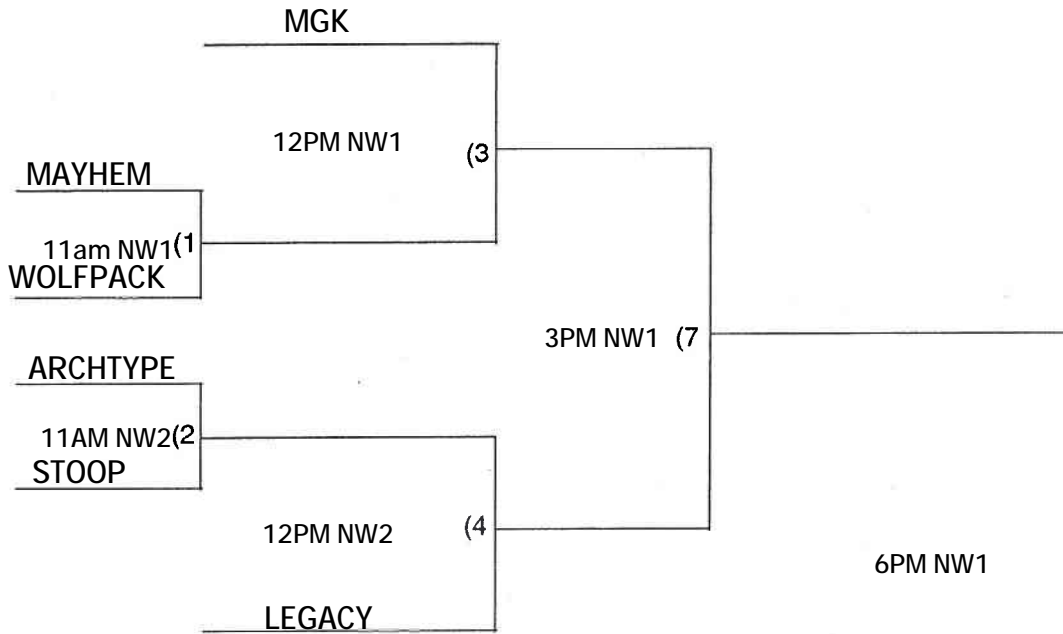 MGK
12PM NW1
(3
MAYHEM
11am NW1 (1
WOLFPACK
3PM NW1 (7
ARCHTYPE
11AM NW2 (2
STOOP
12PM NW2
(4
6PM NW1
LEGACY